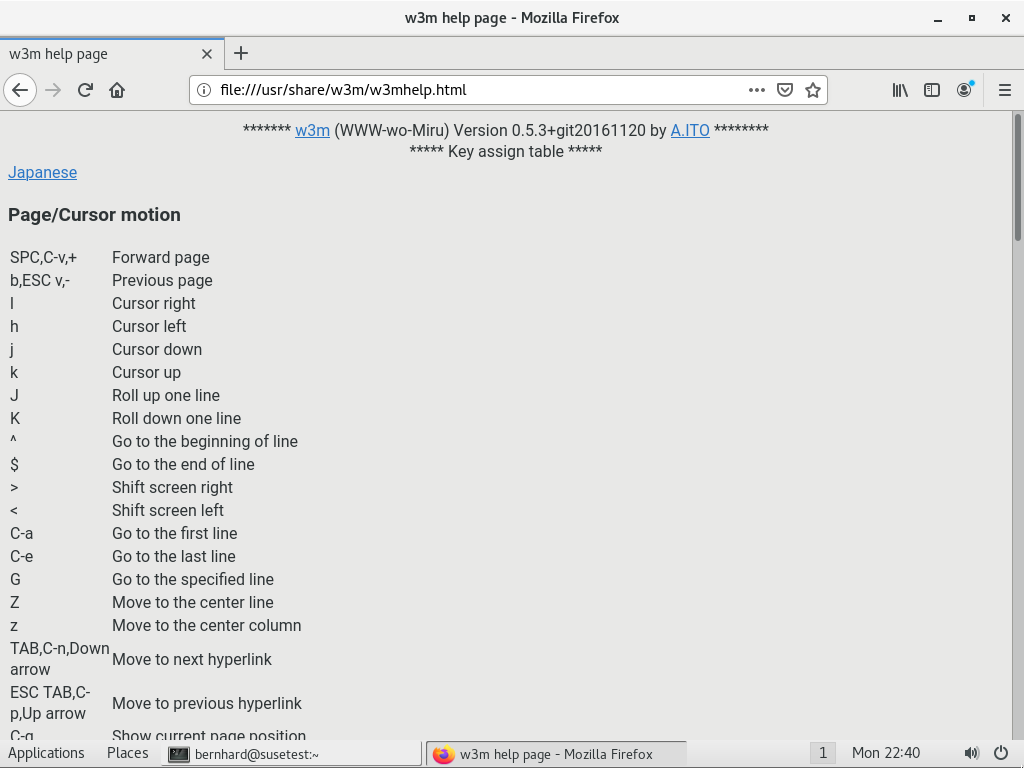 w3m help page - Mozilla Firefox
w3m help page
file:///usr/share/w3m/w3mhelp.html
******* w3m (WWW-wo-Miru) Version 0.5.3+git20161120 by A.ITO ********
***** Key assign table *****
Japanese
Page/Cursor motion
SPC,C-v,+ Forward page
b,ESC v,- Previous page
l Cursor right
h Cursor left
j Cursor down
k Cursor up
J Roll up one line
K Roll down one line
^ Go to the beginning of line
$ Go to the end of line
> Shift screen right
< Shift screen left
C-a Go to the first line
C-e Go to the last line
G Go to the specified line
Z Move to the center line
z Move to the center column
TAB,C-n,Down arrow Move to next hyperlink
ESC TAB,C-p,Up arrow Move to previous hyperlink
C-g Show current page position
Applications Places bernhard@susetest:~ w3m help page - Mozilla Firefox 1 Mon 22:40